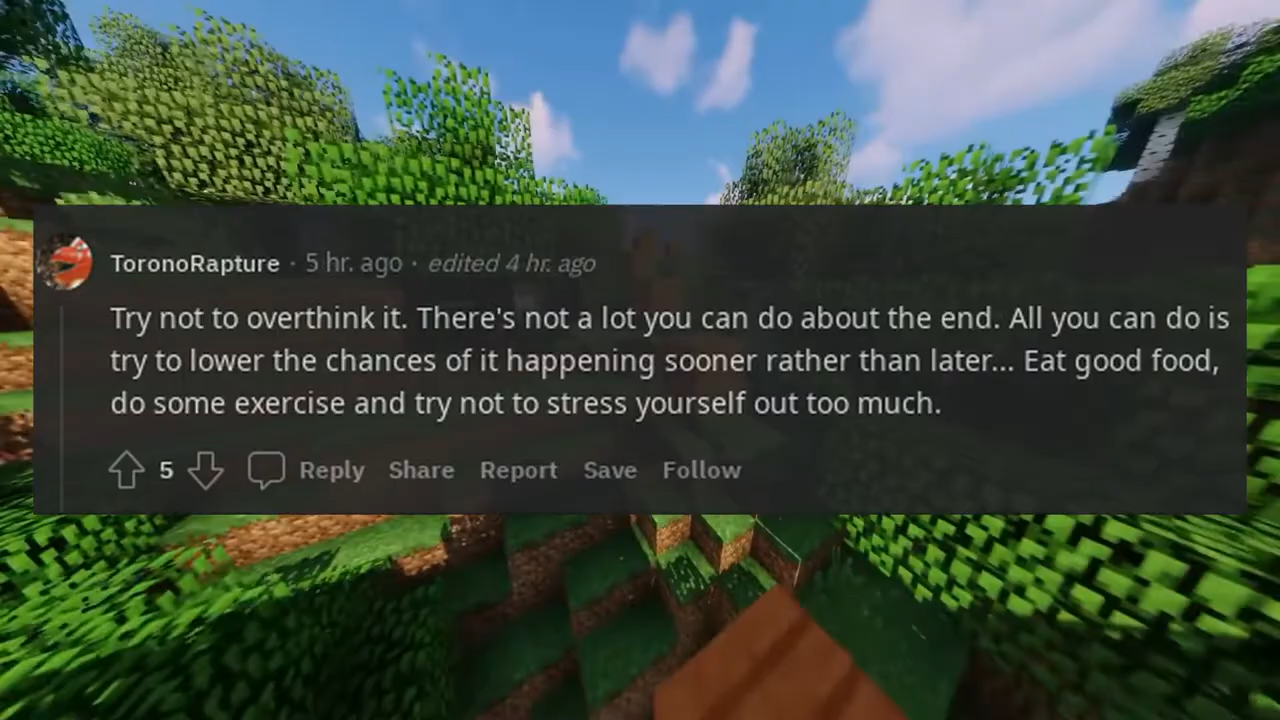 ToronoRapture · 5 hr. ago · edited 4 hr. ago
Try not to overthink it. There's not a lot you can do about the end. All you can do is
try to lower the chances of it happening sooner rather than later... Eat good food,
do some exercise and try not to stress yourself out too much.
5 Reply Share Report Save Follow